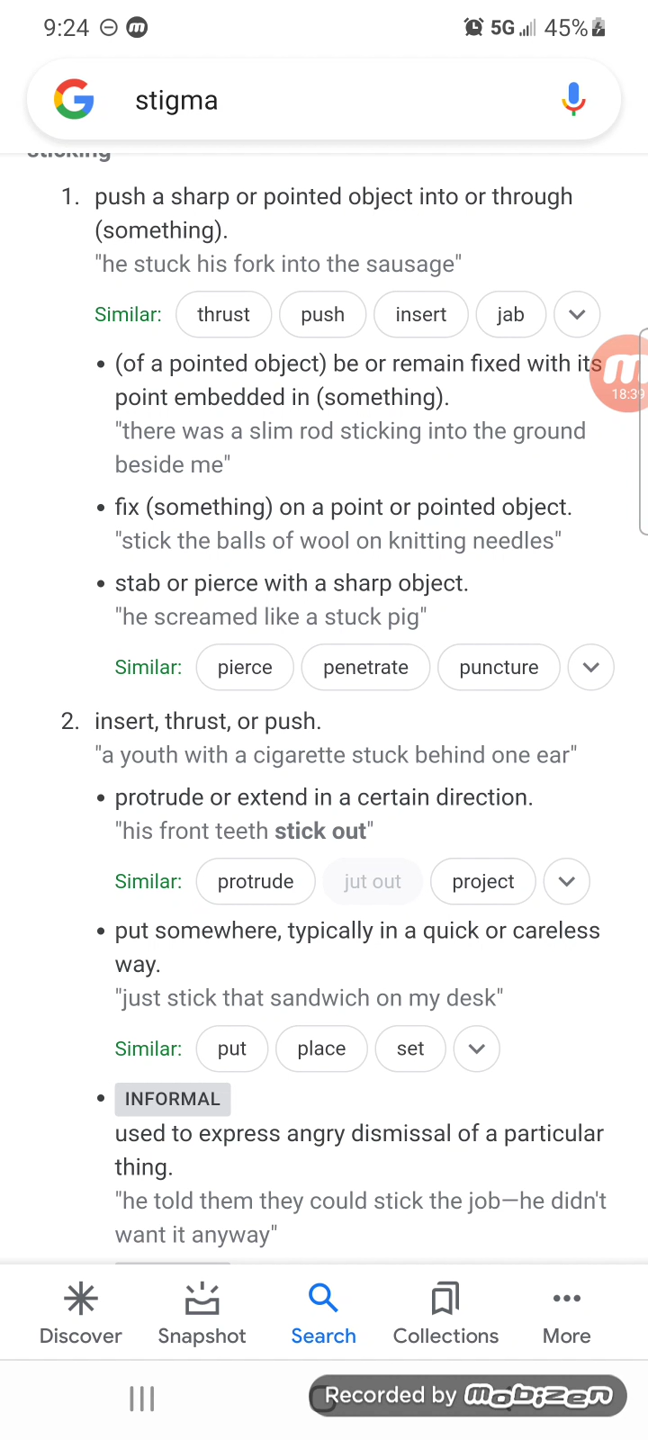 9:24 5G 45%
stigma
sticking
1. push a sharp or pointed object into or through
(something).
"he stuck his fork into the sausage"
Similar: thrust push insert jab
• (of a pointed object) be or remain fixed with its
point embedded in (something).
"there was a slim rod sticking into the ground
beside me"
18:39
• fix (something) on a point or pointed object.
"stick the balls of wool on knitting needles"
• stab or pierce with a sharp object.
"he screamed like a stuck pig"
Similar: pierce penetrate puncture
2. insert, thrust, or push.
"a youth with a cigarette stuck behind one ear"
• protrude or extend in a certain direction.
"his front teeth stick out"
Similar: protrude jut out project
• put somewhere, typically in a quick or careless
way.
"just stick that sandwich on my desk"
Similar: put place set
• INFORMAL
used to express angry dismissal of a particular
thing.
"he told them they could stick the job—he didn't
want it anyway"
Discover Snapshot Search Collections More
Recorded by mobizen